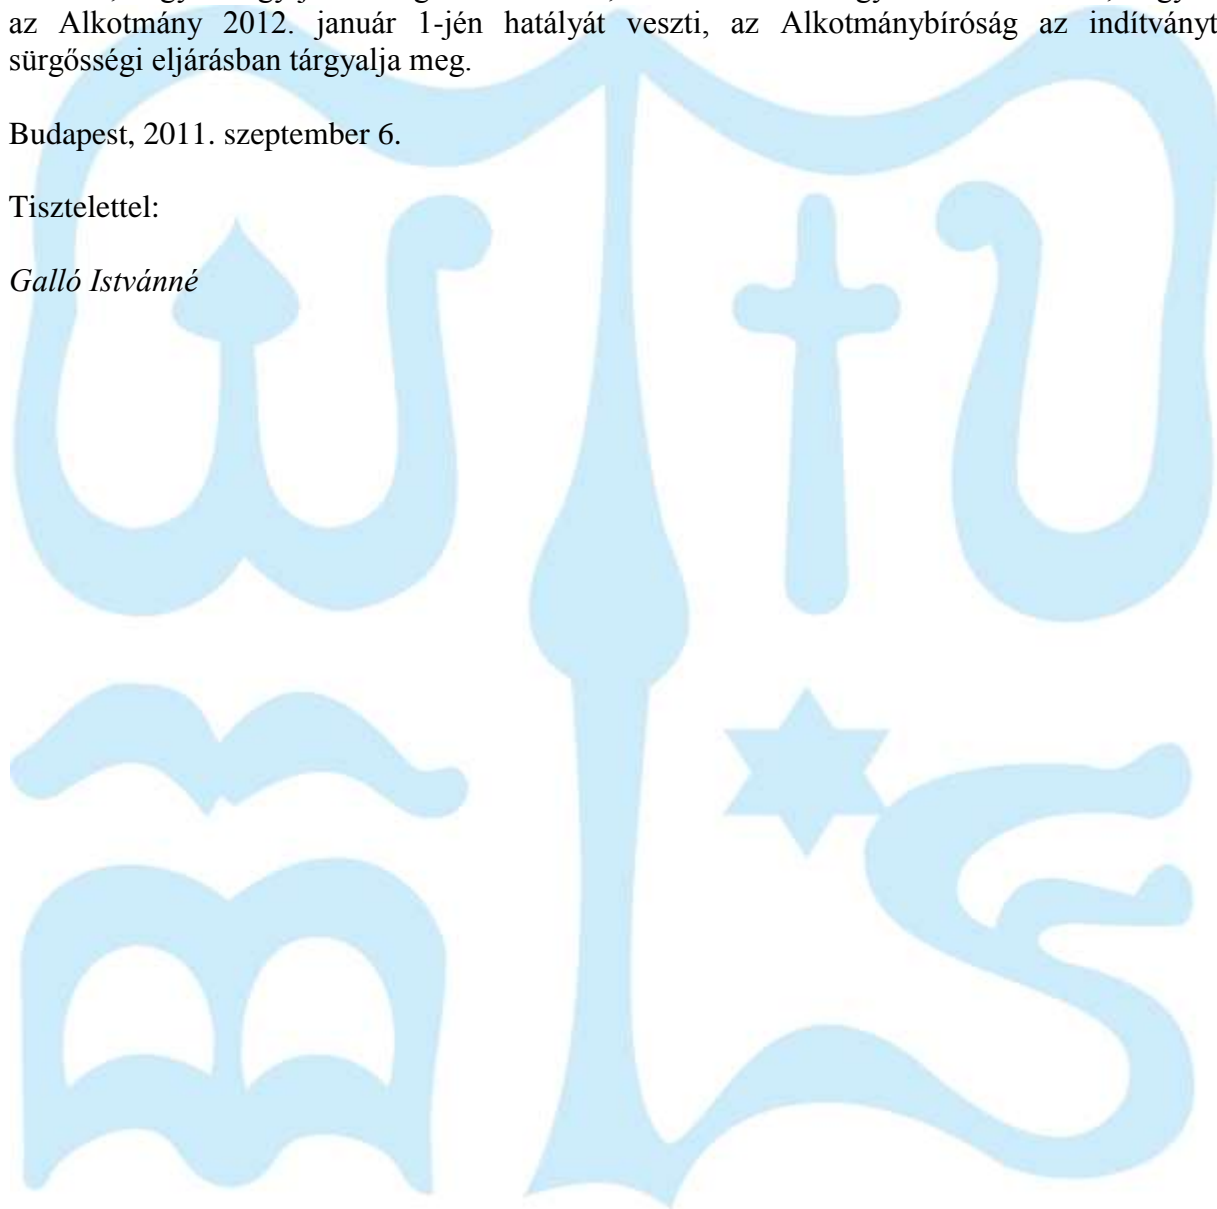 az Alkotmány 2012. január 1-jén hatályát veszti, az Alkotmánybíróság az indítványt
sürgősségi eljárásban tárgyalja meg.
Budapest, 2011. szeptember 6.
Tisztelettel:
Galló Istvánné